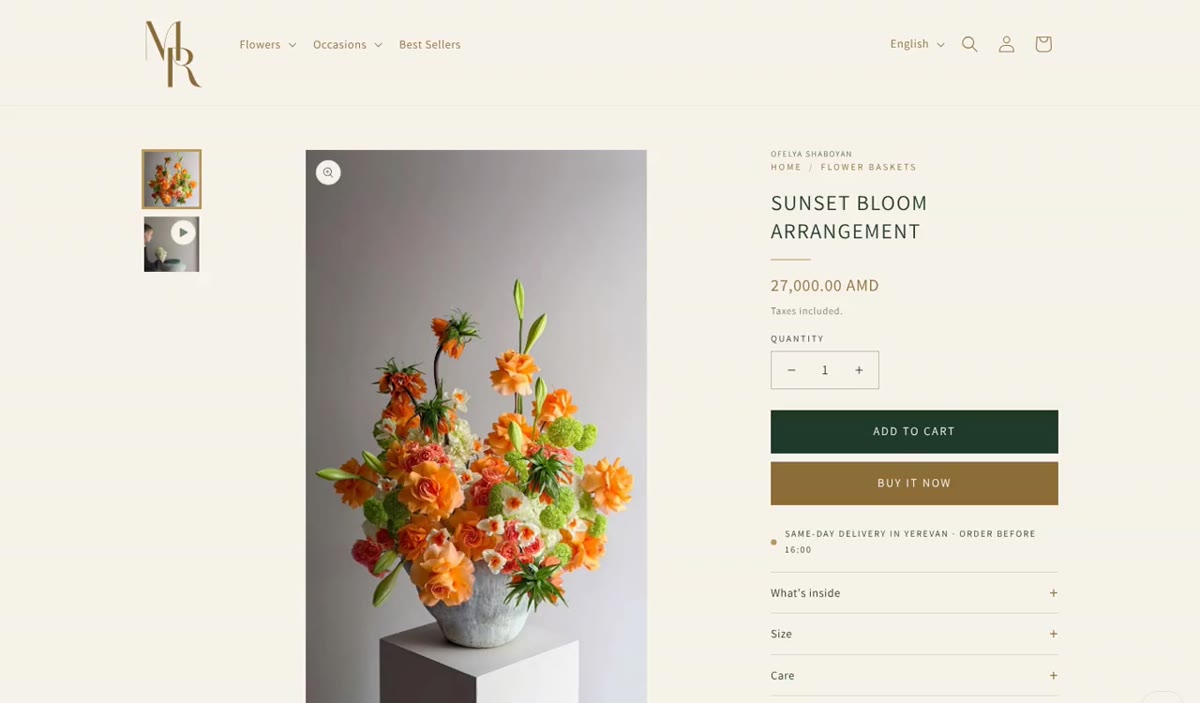 MR
Flowers
Occasions
Best Sellers
English
OFELYA SHABOYAN
HOME / FLOWER BASKETS
SUNSET BLOOM
ARRANGEMENT
27,000.00 AMD
Taxes included.
QUANTITY
− 1 +
ADD TO CART
BUY IT NOW
SAME-DAY DELIVERY IN YEREVAN · ORDER BEFORE
16:00
What's inside +
Size +
Care +